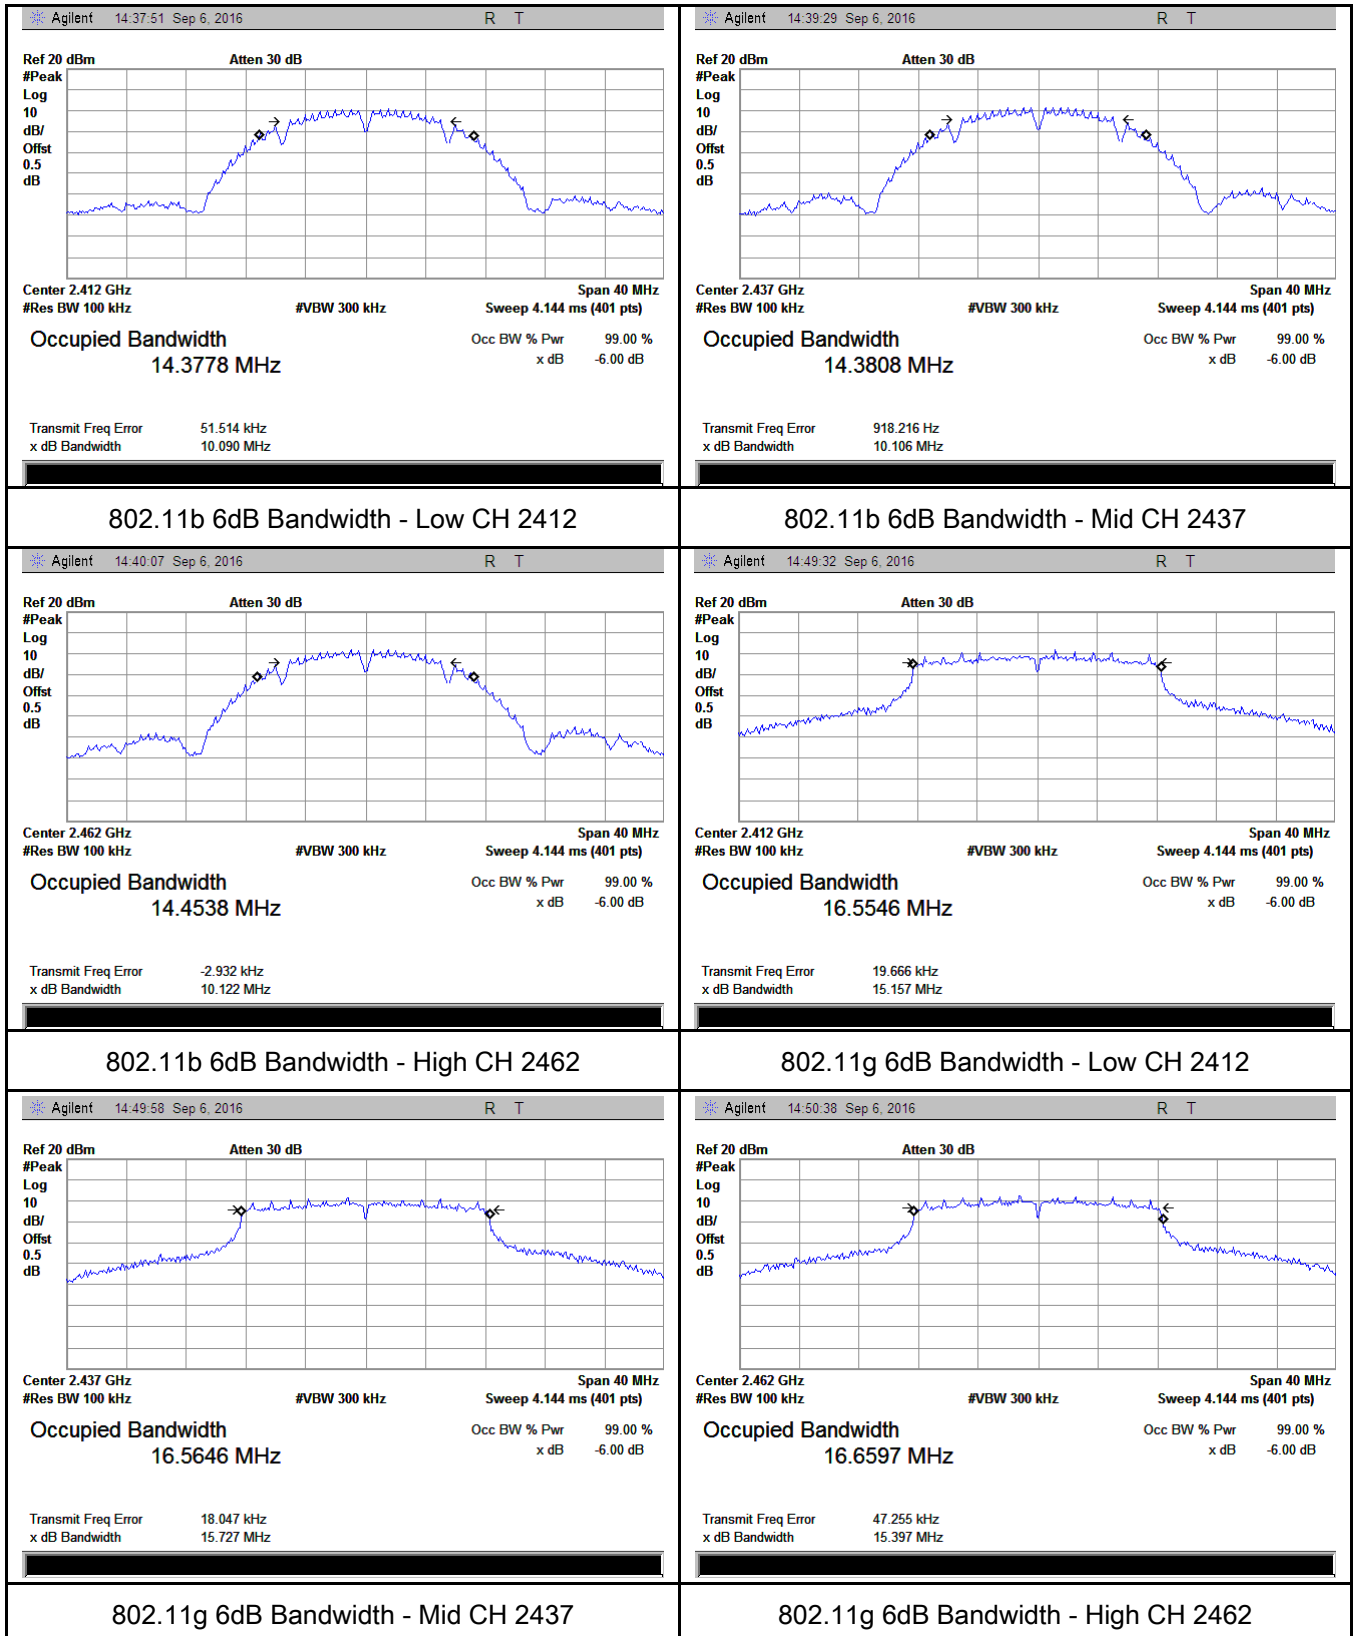 Agilent 14:37:51 Sep 6, 2016 R T
Ref 20 dBm Atten 30 dB
#Peak
Log
10
dB/
Offst
0.5
dB
Center 2.412 GHz Span 40 MHz
#Res BW 100 kHz #VBW 300 kHz Sweep 4.144 ms (401 pts)
Occupied Bandwidth Occ BW % Pwr 99.00 %
14.3778 MHz x dB -6.00 dB
Transmit Freq Error 51.514 kHz
x dB Bandwidth 10.090 MHz
802.11b 6dB Bandwidth - Low CH 2412
Agilent 14:39:29 Sep 6, 2016 R T
Ref 20 dBm Atten 30 dB
#Peak
Log
10
dB/
Offst
0.5
dB
Center 2.437 GHz Span 40 MHz
#Res BW 100 kHz #VBW 300 kHz Sweep 4.144 ms (401 pts)
Occupied Bandwidth Occ BW % Pwr 99.00 %
14.3808 MHz x dB -6.00 dB
Transmit Freq Error 918.216 Hz
x dB Bandwidth 10.106 MHz
802.11b 6dB Bandwidth - Mid CH 2437
Agilent 14:40:07 Sep 6, 2016 R T
Ref 20 dBm Atten 30 dB
#Peak
Log
10
dB/
Offst
0.5
dB
Center 2.462 GHz Span 40 MHz
#Res BW 100 kHz #VBW 300 kHz Sweep 4.144 ms (401 pts)
Occupied Bandwidth Occ BW % Pwr 99.00 %
14.4538 MHz x dB -6.00 dB
Transmit Freq Error -2.932 kHz
x dB Bandwidth 10.122 MHz
802.11b 6dB Bandwidth - High CH 2462
Agilent 14:49:32 Sep 6, 2016 R T
Ref 20 dBm Atten 30 dB
#Peak
Log
10
dB/
Offst
0.5
dB
Center 2.412 GHz Span 40 MHz
#Res BW 100 kHz #VBW 300 kHz Sweep 4.144 ms (401 pts)
Occupied Bandwidth Occ BW % Pwr 99.00 %
16.5546 MHz x dB -6.00 dB
Transmit Freq Error 19.666 kHz
x dB Bandwidth 15.157 MHz
802.11g 6dB Bandwidth - Low CH 2412
Agilent 14:49:58 Sep 6, 2016 R T
Ref 20 dBm Atten 30 dB
#Peak
Log
10
dB/
Offst
0.5
dB
Center 2.437 GHz Span 40 MHz
#Res BW 100 kHz #VBW 300 kHz Sweep 4.144 ms (401 pts)
Occupied Bandwidth Occ BW % Pwr 99.00 %
16.5646 MHz x dB -6.00 dB
Transmit Freq Error 18.047 kHz
x dB Bandwidth 15.727 MHz
802.11g 6dB Bandwidth - Mid CH 2437
Agilent 14:50:38 Sep 6, 2016 R T
Ref 20 dBm Atten 30 dB
#Peak
Log
10
dB/
Offst
0.5
dB
Center 2.462 GHz Span 40 MHz
#Res BW 100 kHz #VBW 300 kHz Sweep 4.144 ms (401 pts)
Occupied Bandwidth Occ BW % Pwr 99.00 %
16.6597 MHz x dB -6.00 dB
Transmit Freq Error 47.255 kHz
x dB Bandwidth 15.397 MHz
802.11g 6dB Bandwidth - High CH 2462